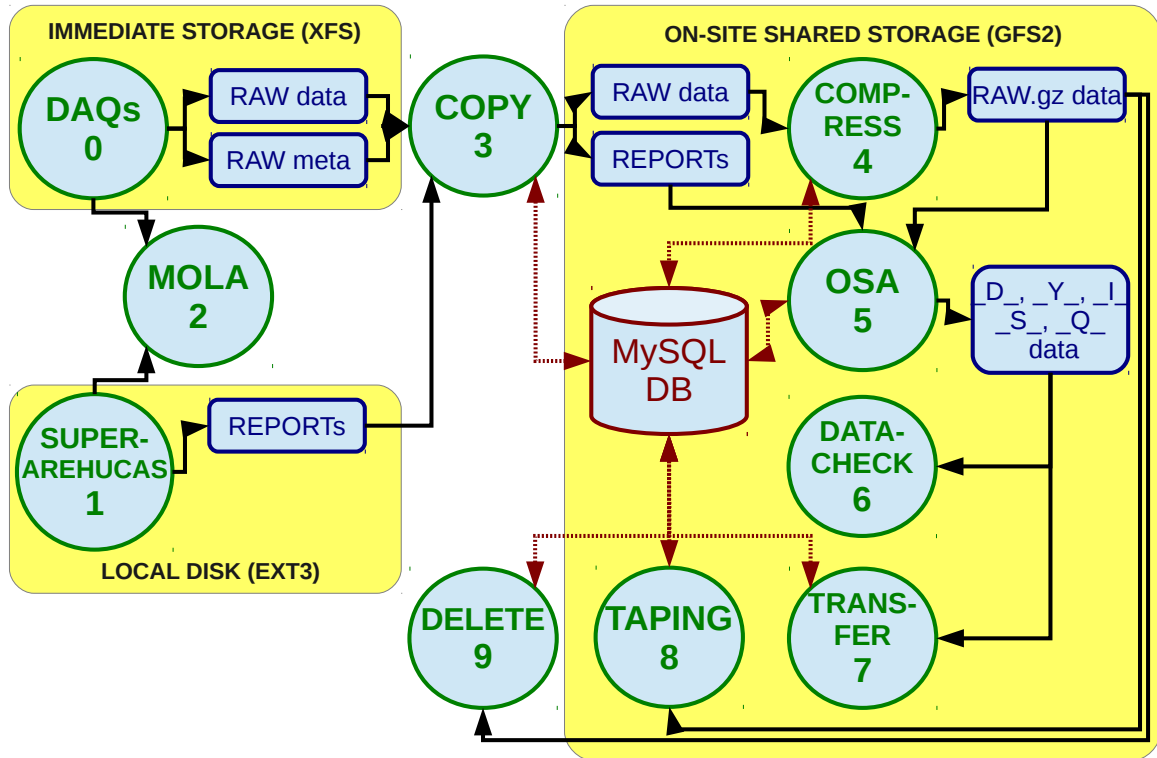 IMMEDIATE STORAGE (XFS)
DAQs
0
RAW data
RAW meta
COPY
3
ON-SITE SHARED STORAGE (GFS2)
RAW data
REPORTs
COMP-
RESS
4
RAW.gz data
MOLA
2
OSA
5
_D_, _Y_, _I_
_S_, _Q_
data
MySQL
DB
SUPER-
AREHUCAS
1
REPORTs
LOCAL DISK (EXT3)
DATA-
CHECK
6
DELETE
9
TAPING
8
TRANS-
FER
7